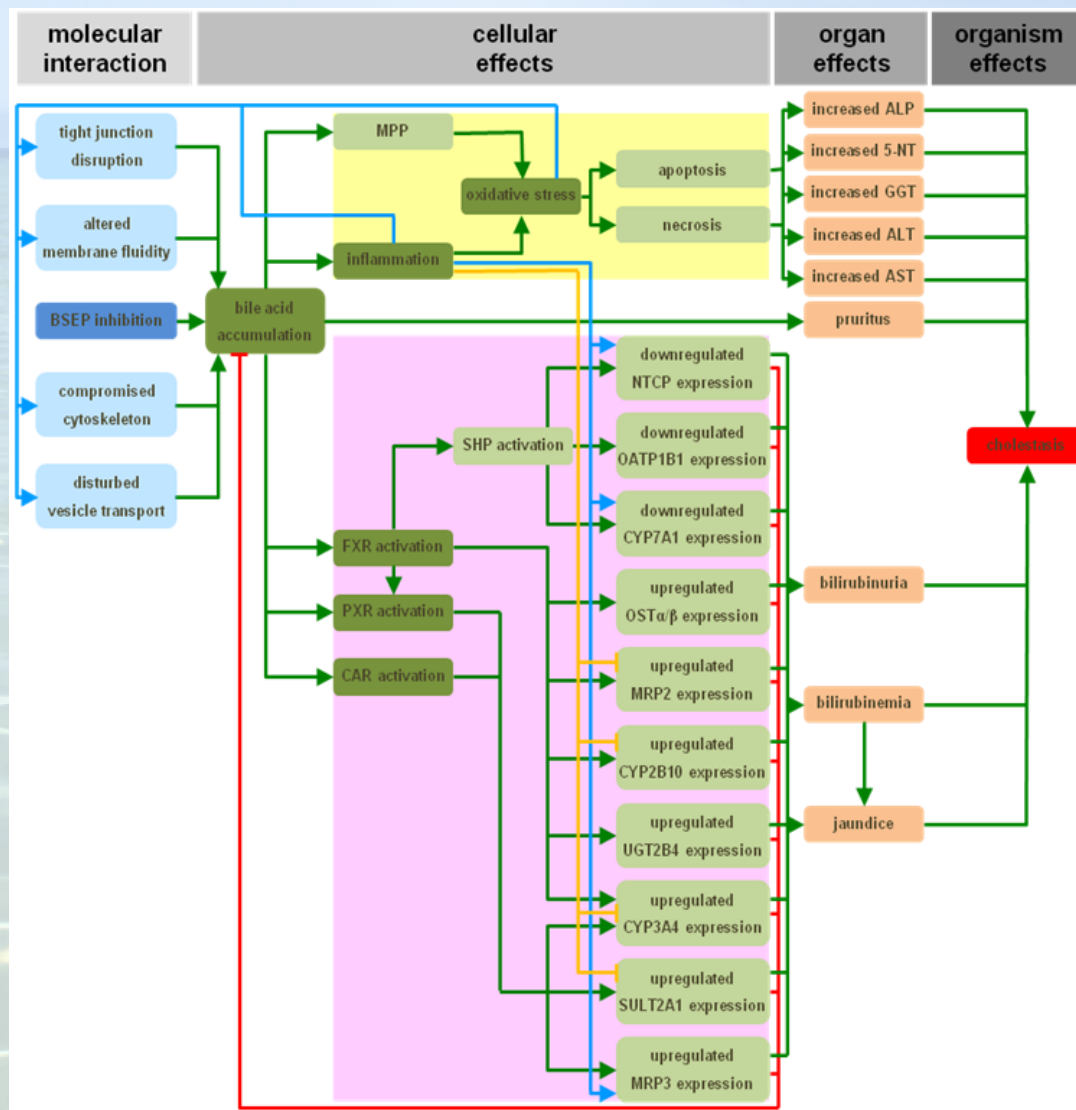 molecular
interaction
cellular
effects
organ
effects
organism
effects
tight junction
disruption
altered
membrane fluidity
BSEP inhibition
compromised
cytoskeleton
disturbed
vesicle transport
bile acid
accumulation
MPP
oxidative stress
inflammation
apoptosis
necrosis
SHP activation
FXR activation
PXR activation
CAR activation
downregulated
NTCP expression
downregulated
OATP1B1 expression
downregulated
CYP7A1 expression
upregulated
OSTα/β expression
upregulated
MRP2 expression
upregulated
CYP2B10 expression
upregulated
UGT2B4 expression
upregulated
CYP3A4 expression
upregulated
SULT2A1 expression
upregulated
MRP3 expression
increased ALP
increased 5-NT
increased GGT
increased ALT
increased AST
pruritus
bilirubinuria
bilirubinemia
jaundice
cholestasis